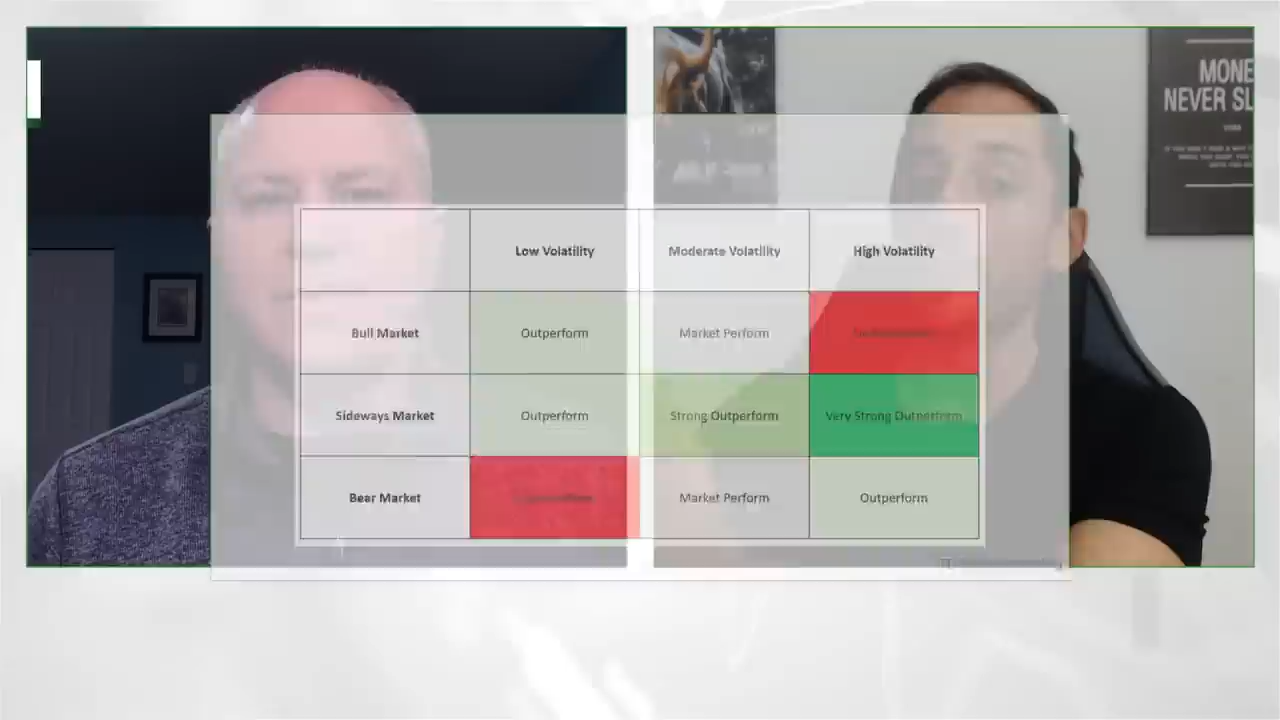 MONE
NEVER SL
Low Volatility
Moderate Volatility
High Volatility
Bull Market
Outperform
Market Perform
Sideways Market
Outperform
Strong Outperform
Very Strong Outperform
Bear Market
Market Perform
Outperform